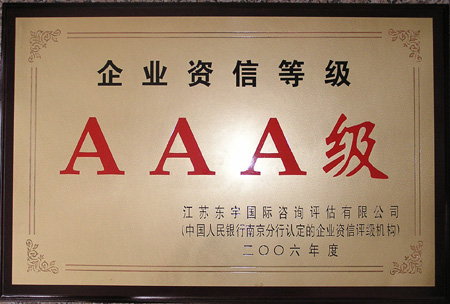 企业资信等级
AAA级
江苏东宇国际咨询评估有限公司
(中国人民银行南京分行认定的企业资信评级机构)
二〇〇六年度